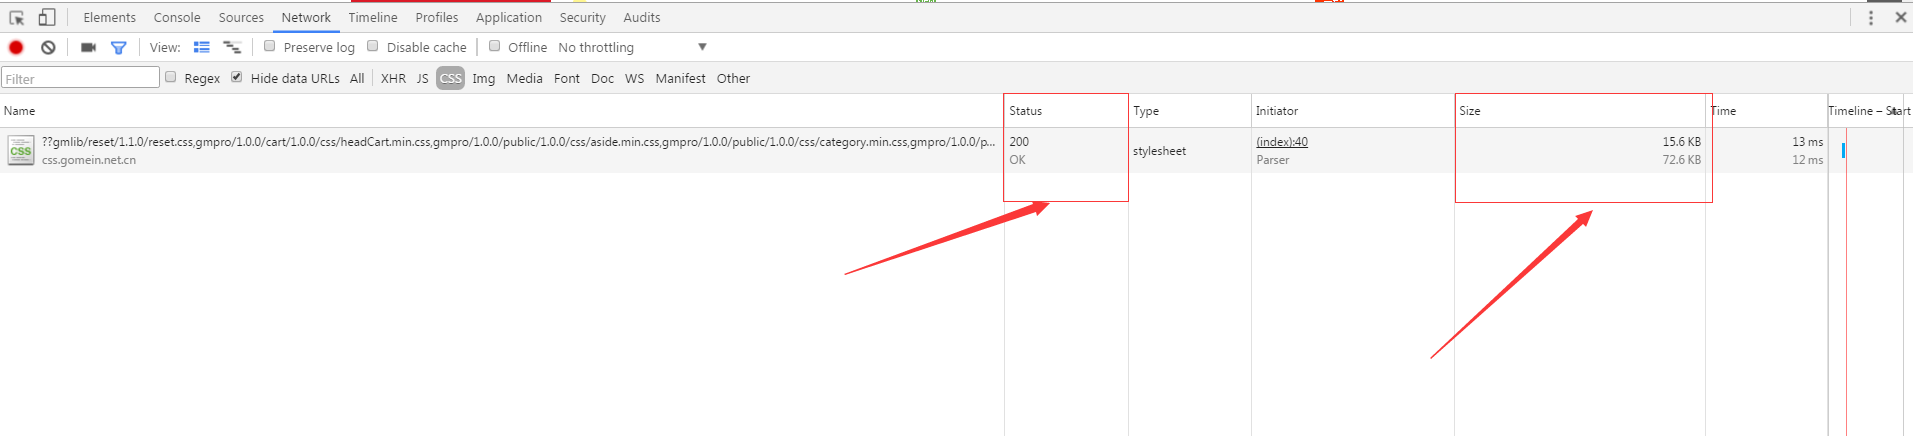 Elements Console Sources Network Timeline Profiles Application Security Audits
View: Preserve log Disable cache Offline No throttling
Filter Regex Hide data URLs All XHR JS CSS Img Media Font Doc WS Manifest Other
Name Status Type Initiator Size Time Timeline – Start
??gmlib/reset/1.1.0/reset.css,gmpro/1.0.0/cart/1.0.0/css/headCart.min.css,gmpro/1.0.0/public/1.0.0/css/aside.min.css,gmpro/1.0.0/public/1.0.0/css/category.min.css,gmpro/1.0.0/p... 200 stylesheet (index):40 15.6 KB 13 ms
css.gomein.net.cn OK Parser 72.6 KB 12 ms